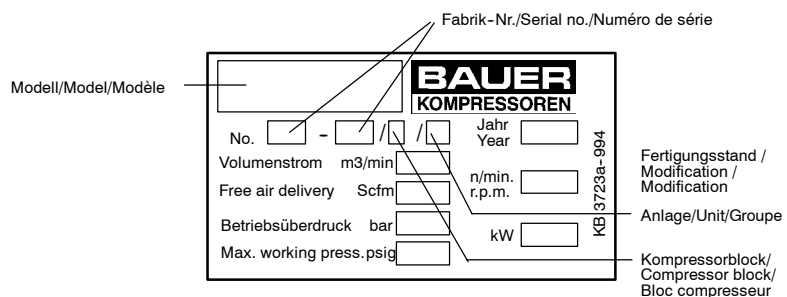 Fabrik-Nr./Serial no./Numéro de série
Modell/Model/Modèle
BAUER
KOMPRESSOREN
No. - / /
Jahr
Year
Volumenstrom m3/min
Free air delivery Scfm
n/min.
r.p.m.
Betriebsüberdruck bar
kW
Max. working press. psig
KB 3723a-994
Fertigungsstand /
Modification /
Modification
Anlage/Unit/Groupe
Kompressorblock/
Compressor block/
Bloc compresseur